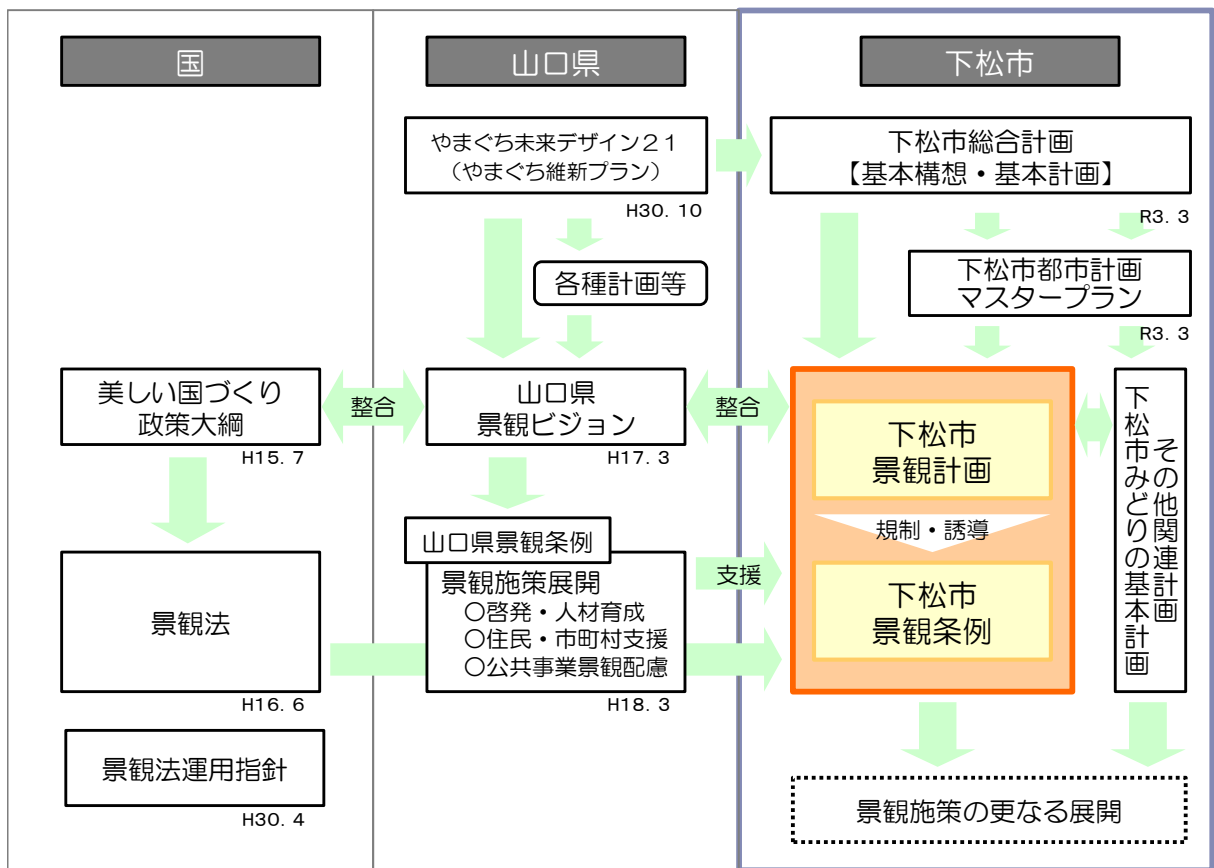 国
山口県
下松市
やまぐち未来デザイン２１
（やまぐち維新プラン）
H30. 10
各種計画等
下松市総合計画
【基本構想・基本計画】
R3. 3
下松市都市計画
マスタープラン
R3. 3
美しい国づくり
政策大綱
H15. 7
整合
山口県
景観ビジョン
H17. 3
整合
下松市
景観計画
規制・誘導
下松市
景観条例
その他関連計画
下松市みどりの基本計画
景観法
H16. 6
山口県景観条例
景観施策展開
○啓発・人材育成
○住民・市町村支援
○公共事業景観配慮
H18. 3
支援
景観法運用指針
H30. 4
景観施策の更なる展開